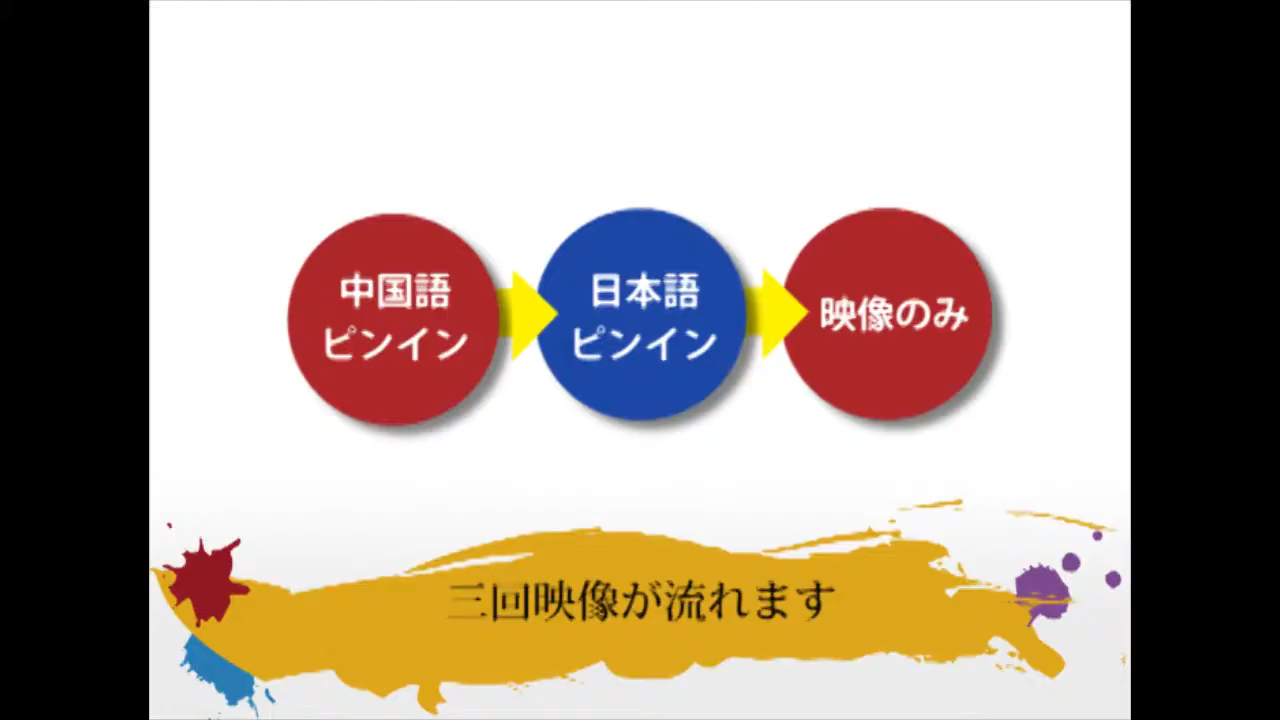 中国語
ピンイン
日本語
ピンイン
映像のみ
三回映像が流れます